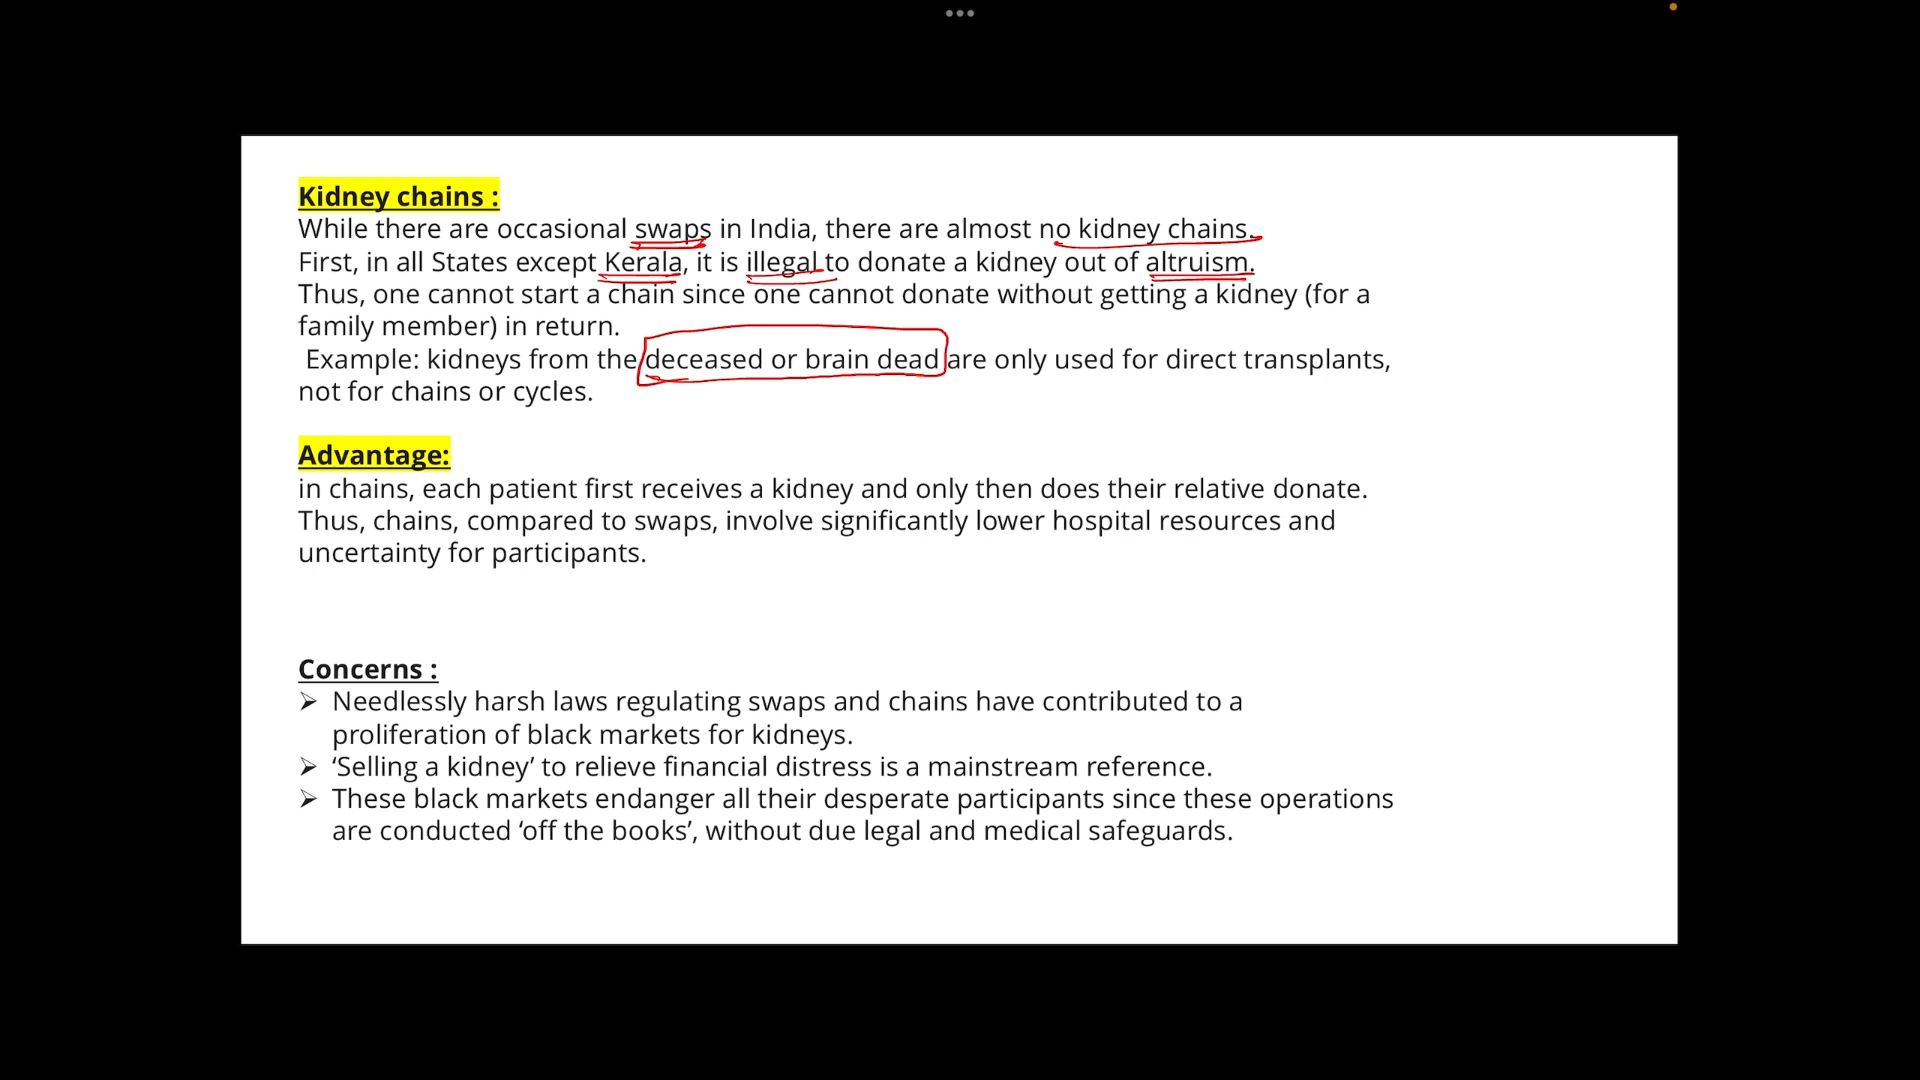 Kidney chains :
While there are occasional swaps in India, there are almost no kidney chains.
First, in all States except Kerala, it is illegal to donate a kidney out of altruism.
Thus, one cannot start a chain since one cannot donate without getting a kidney (for a
family member) in return.
Example: kidneys from the deceased or brain dead are only used for direct transplants,
not for chains or cycles.
Advantage:
in chains, each patient first receives a kidney and only then does their relative donate.
Thus, chains, compared to swaps, involve significantly lower hospital resources and
uncertainty for participants.
Concerns :
➢ Needlessly harsh laws regulating swaps and chains have contributed to a
proliferation of black markets for kidneys.
➢ ‘Selling a kidney’ to relieve financial distress is a mainstream reference.
➢ These black markets endanger all their desperate participants since these operations
are conducted ‘off the books’, without due legal and medical safeguards.